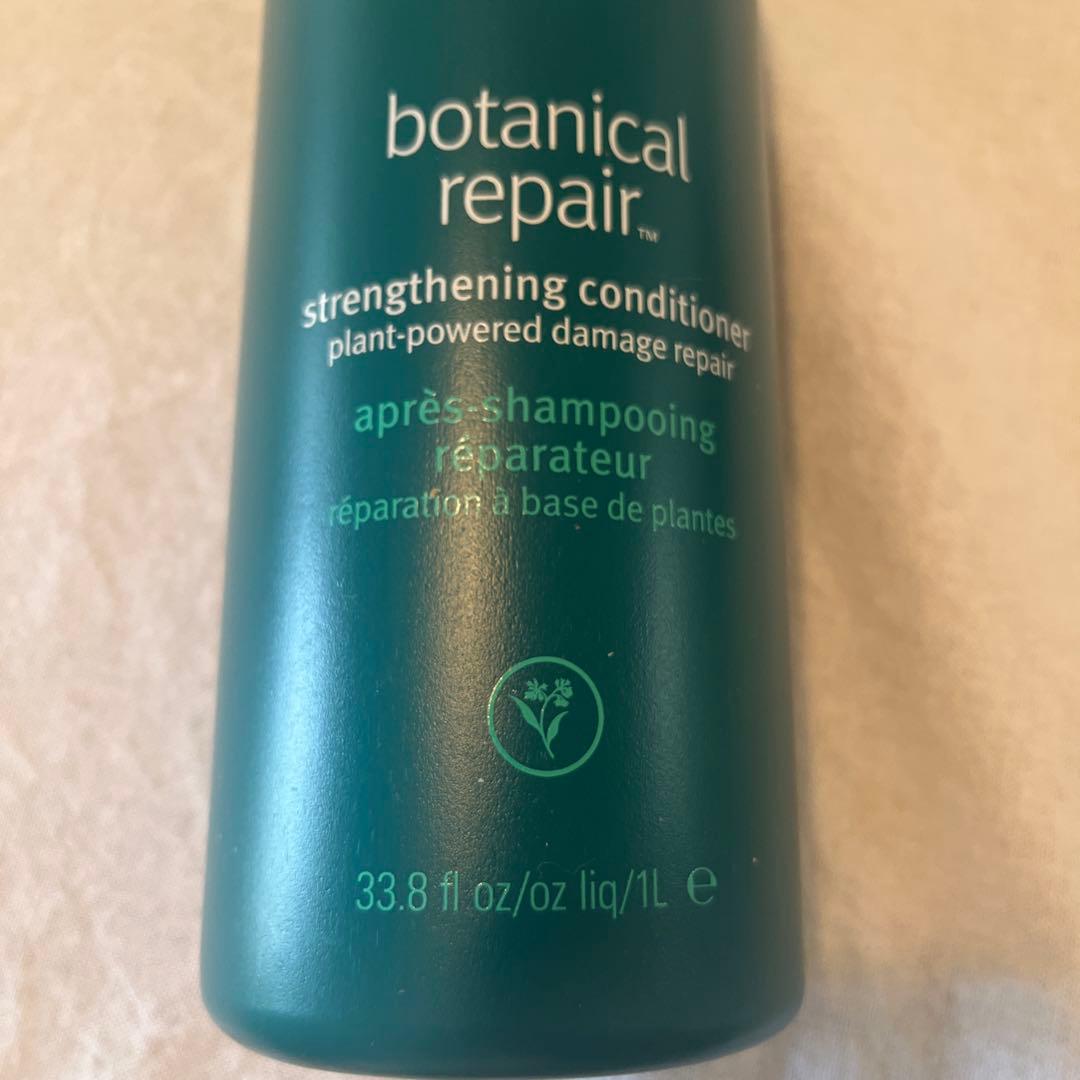 botanical
repair™
strengthening conditioner
plant-powered damage repair
après-shampooing
réparateur
réparation à base de plantes
33.8 fl oz/oz liq/1L ℮